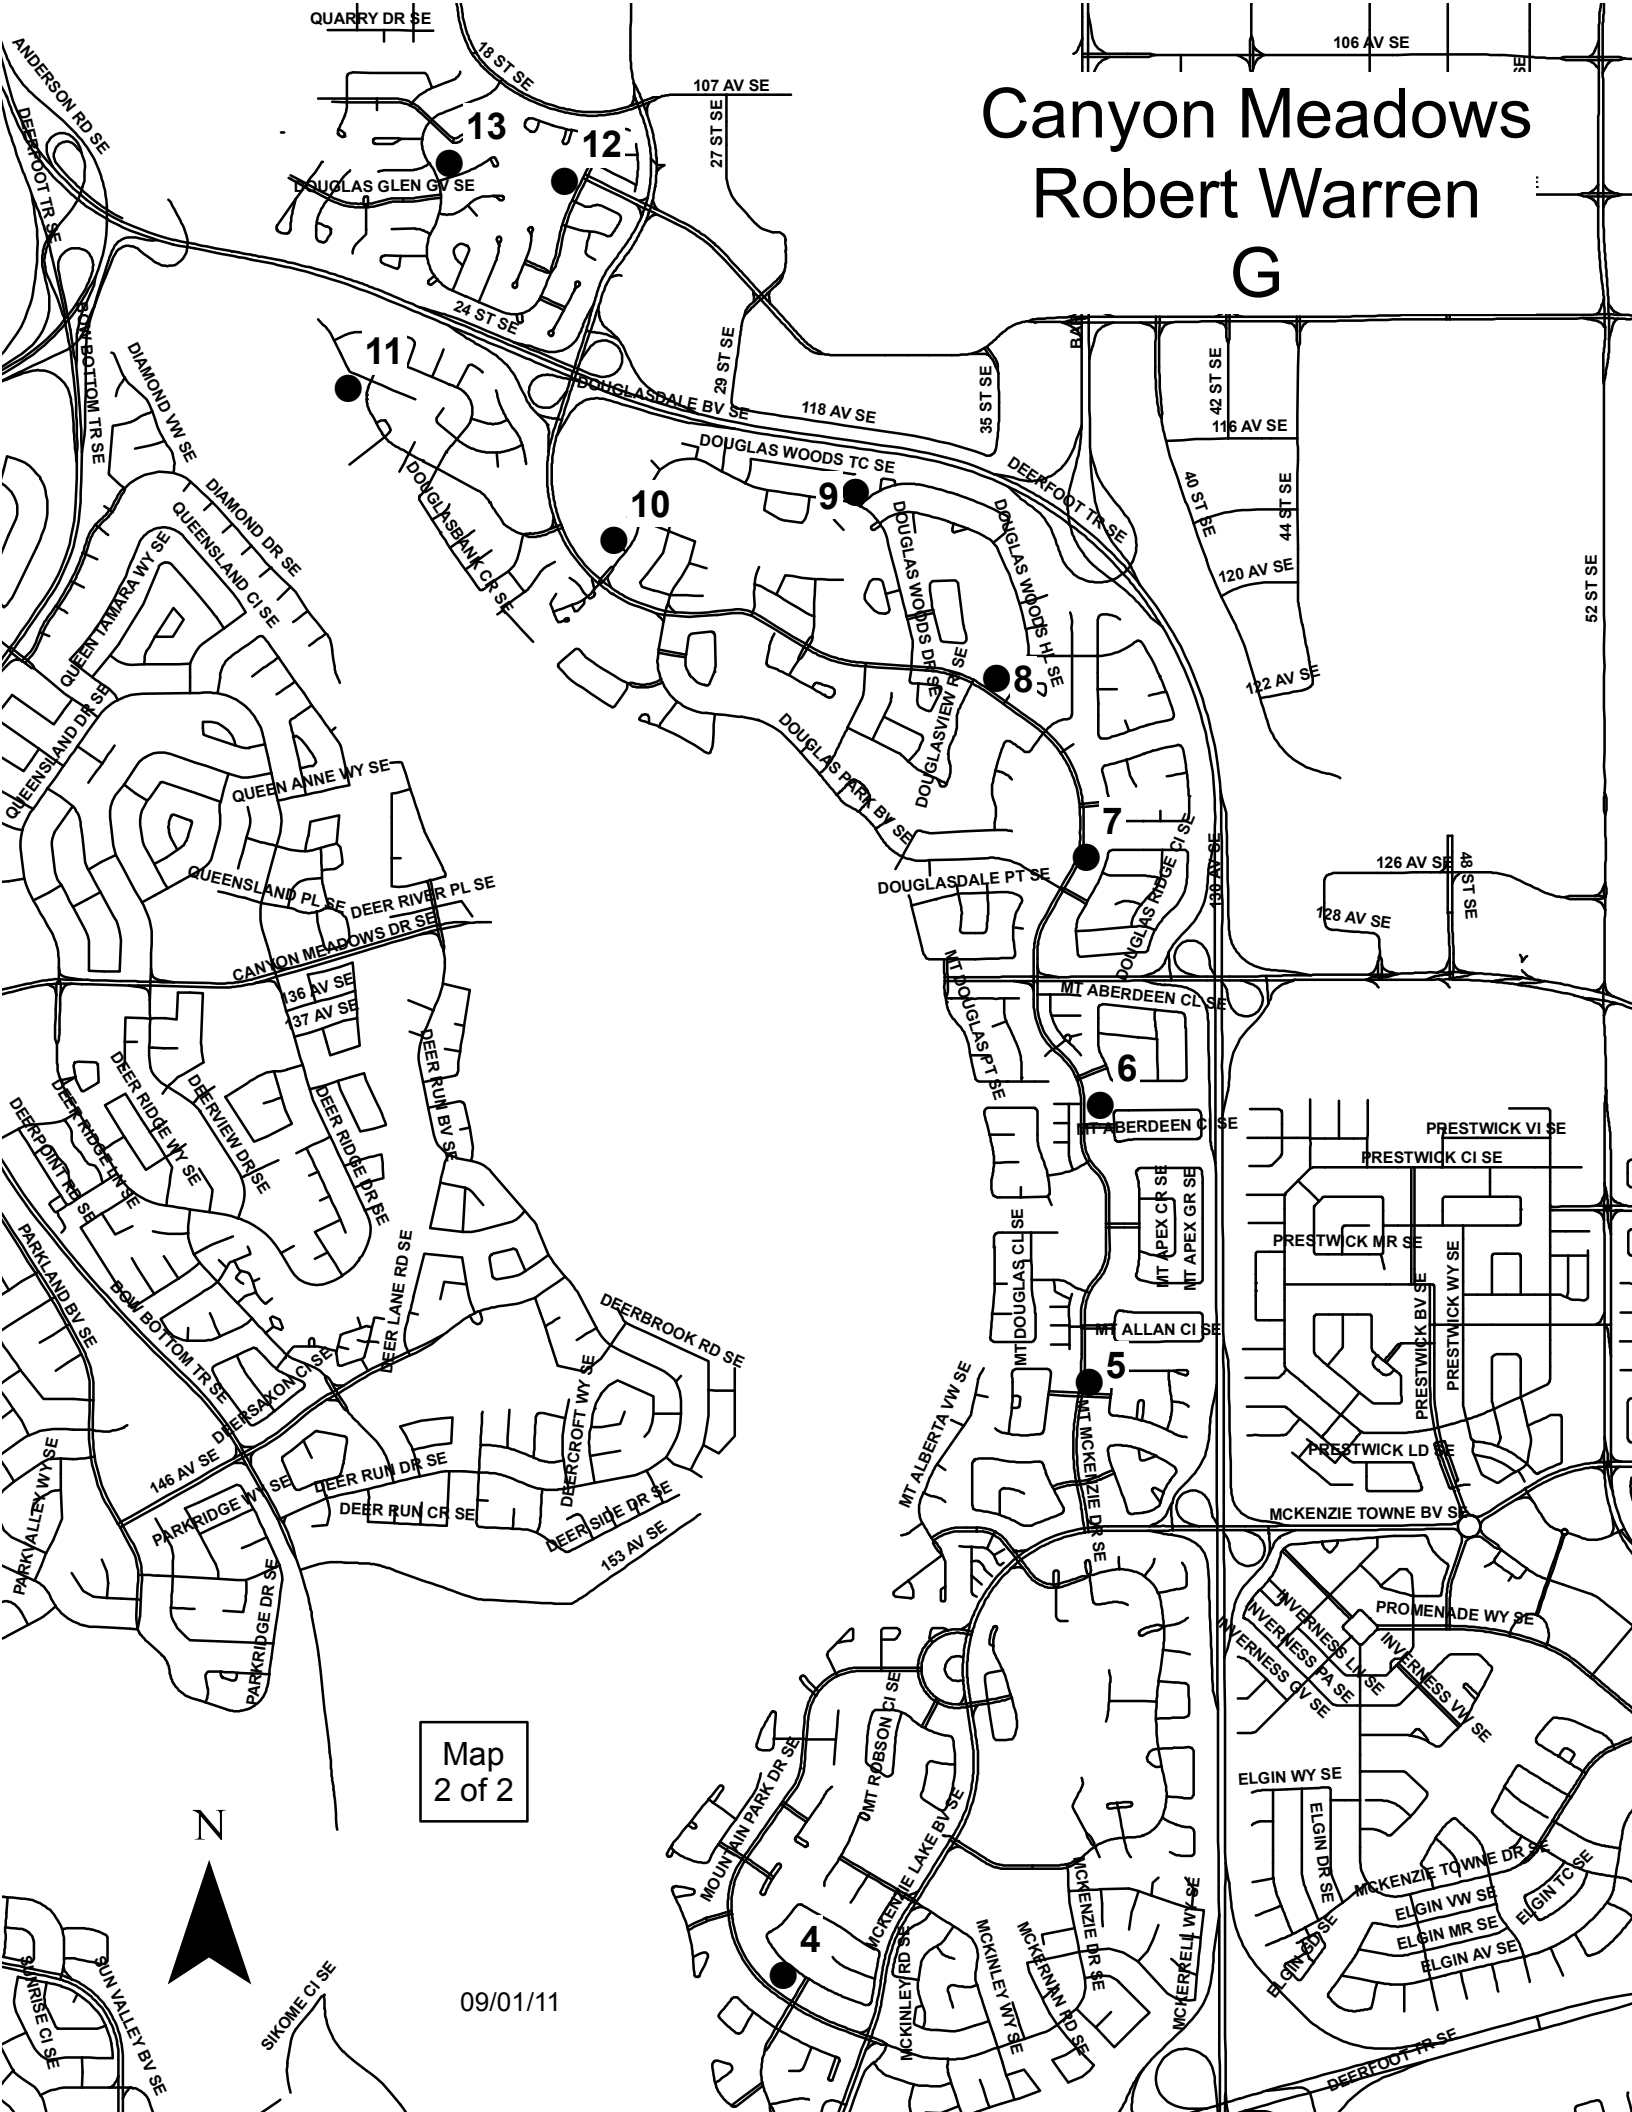 QUARRY DR SE
18 ST SE
106 AV SE
SE
ANDERSON RD SE
DEERFOOT TR SE
107 AV SE
27 ST SE
Canyon Meadows
Robert Warren
G
13
12
DOUGLAS GLEN GV SE
24 ST SE
BOW BOTTOM TR SE
DIAMOND VW SE
11
29 ST SE
DOUGLASDALE BV SE
118 AV SE
35 ST SE
42 ST SE
116 AV SE
DOUGLAS WOODS TC SE
DEERFOOT TR SE
40 ST SE
44 ST SE
DOUGLASBANK CR SE
10
9
DIAMOND DR SE
QUEENSLAND CI SE
QUEEN TAMARA WY SE
DOUGLAS WOODS DR SE
DOUGLAS WOODS HL SE
120 AV SE
52 ST SE
8
122 AV SE
QUEENSLAND DR SE
DOUGLASVIEW RI SE
DOUGLAS PARK BV SE
QUEEN ANNE WY SE
7
DOUGLAS RIDGE CI SE
130 AV SE
126 AV SE
48 ST SE
QUEENSLAND PL SE
DEER RIVER PL SE
DOUGLASDALE PT SE
128 AV SE
CANYON MEADOWS DR SE
136 AV SE
137 AV SE
MT DOUGLAS PT SE
MT ABERDEEN CL SE
DEER RUN BV SE
6
DEER RIDGE WY SE
DEER RIDGE LN SE
DEERPOINT RD SE
DEERVIEW DR SE
DEER RIDGE DR SE
MT ABERDEEN CI SE
PRESTWICK VI SE
PRESTWICK CI SE
MT APEX CR SE
MT APEX GR SE
PARKLAND BV SE
BOW BOTTOM TR SE
DEER LANE RD SE
MT DOUGLAS CL SE
PRESTWICK MR SE
PRESTWICK BV SE
PRESTWICK WY SE
DEERBROOK RD SE
MT ALLAN CI SE
5
DEERSAXON CI SE
DEERCROFT WY SE
MT ALBERTA VW SE
MT MCKENZIE DR SE
PRESTWICK LD SE
146 AV SE
DEER RUN DR SE
DEER RUN CR SE
PARKVALLEY WY SE
PARKRIDGE WY SE
DEER SIDE DR SE
153 AV SE
MCKENZIE TOWNE BV SE
PARKRIDGE DR SE
PROMENADE WY SE
INVERNESS LN SE
INVERNESS PA SE
INVERNESS GV SE
INVERNESS VW SE
Map
2 of 2
MT ROBSON CI SE
MOUNTAIN PARK DR SE
MCKENZIE LAKE BV SE
ELGIN WY SE
ELGIN DR SE
N
MCKENZIE TOWNE DR SE
ELGIN TC SE
ELGIN VW SE
ELGIN MR SE
ELGIN AV SE
ELGIN GD SE
4
MCKENZIE DR SE
MCKERRELL WY SE
MCKINLEY RD SE
MCKINLEY WY SE
MCKERNAN RD SE
SUNRISE CI SE
SUN VALLEY BV SE
SIKOME CI SE
09/01/11
DEERFOOT TR SE